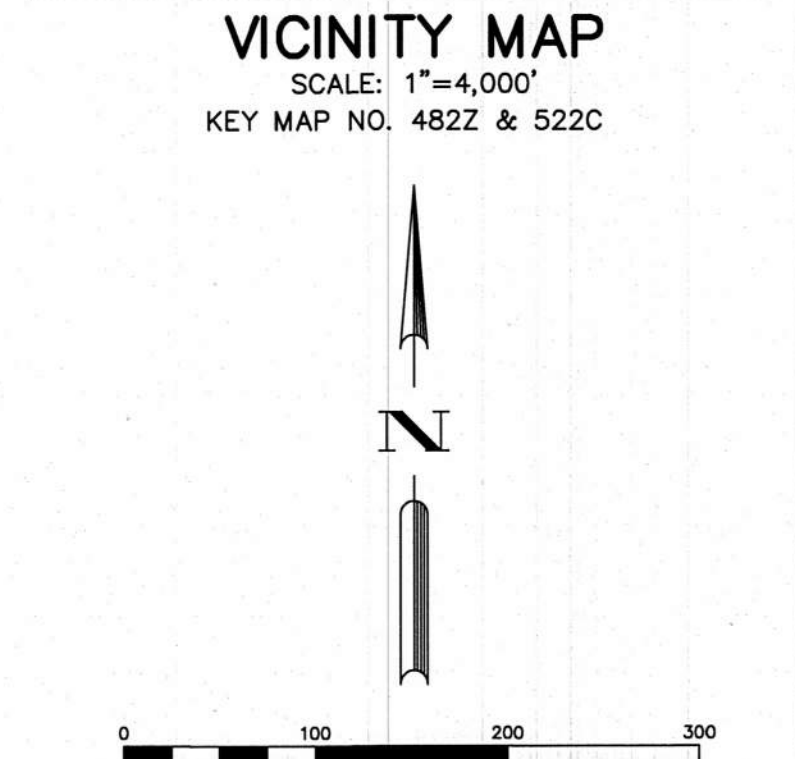 VICINITY MAP
SCALE: 1"=4,000'
KEY MAP NO. 482Z & 522C
N
0 100 200 300